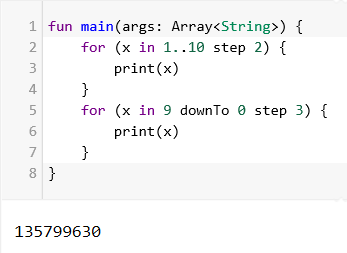 1 fun main(args: Array<String>) {
2     for (x in 1..10 step 2) {
3         print(x)
4     }
5     for (x in 9 downTo 0 step 3) {
6         print(x)
7     }
8 }
135799630